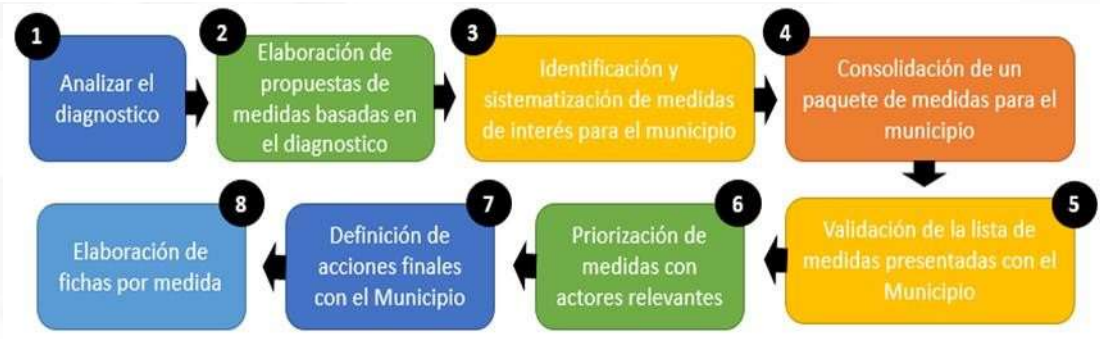 1
Analizar el
diagnostico
2
Elaboración de
propuestas de
medidas basadas en
el diagnostico
3
Identificación y
sistematización de medidas
de interés para el municipio
4
Consolidación de un
paquete de medidas para el
municipio
5
Validación de la lista de
medidas presentadas con el
Municipio
6
Priorización de
medidas con
actores relevantes
7
Definición de
acciones finales
con el Municipio
8
Elaboración de
fichas por medida